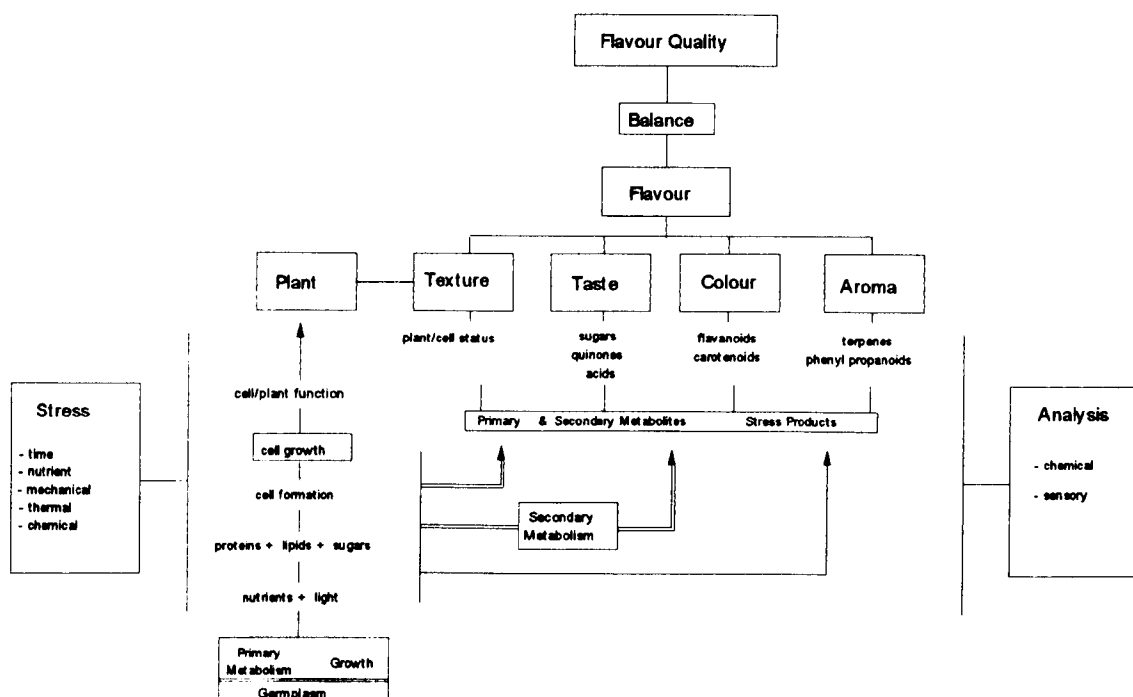 Flavour Quality
Balance
Flavour
Plant
Texture
Taste
Colour
Aroma
plant/cell status
sugars
quinones
acids
flavanoids
carotenoids
terpenes
phenyl propanoids
Stress
- time
- nutrient
- mechanical
- thermal
- chemical
cell/plant function
cell growth
cell formation
proteins + lipids + sugars
nutrients + light
Primary
Metabolism
Growth
Germplasm
Primary & Secondary Metabolites Stress Products
Secondary
Metabolism
Analysis
- chemical
- sensory